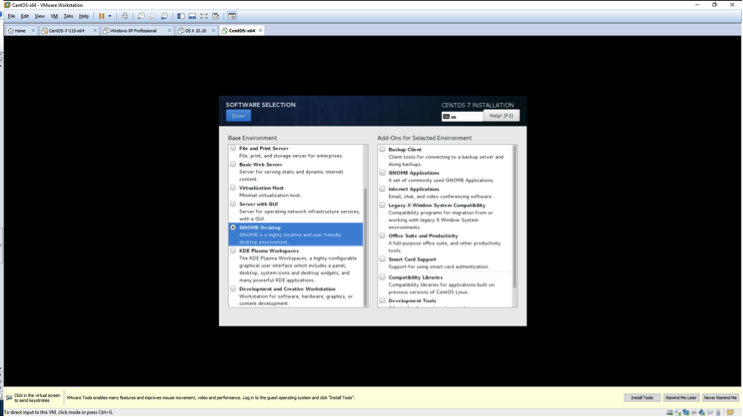 CentOS-x64 - VMware Workstation
File Edit View VM Tabs Help
Home CentOS-7-115-x64 Windows XP Professional OS X 10.10 CentOS-x64
SOFTWARE SELECTION
CENTOS 7 INSTALLATION
Done
us
Help! (F1)
Base Environment
File and Print Server
File, print, and storage server for enterprises.
Basic Web Server
Server for serving static and dynamic internet
content.
Virtualization Host
Minimal virtualization host.
Server with GUI
Server for operating network infrastructure services,
with a GUI.
GNOME Desktop
GNOME is a highly intuitive and user friendly
desktop environment.
KDE Plasma Workspaces
The KDE Plasma Workspaces, a highly-configurable
graphical user interface which includes a panel,
desktop, system icons and desktop widgets, and
many powerful KDE applications.
Development and Creative Workstation
Workstation for software, hardware, graphics, or
content development.
Add-Ons for Selected Environment
Backup Client
Client tools for connecting to a backup server and
doing backups.
GNOME Applications
A set of commonly used GNOME Applications.
Internet Applications
Email, chat, and video conferencing software.
Legacy X Window System Compatibility
Compatibility programs for migration from or
working with legacy X Window System
environments.
Office Suite and Productivity
A full-purpose office suite, and other productivity
tools.
Smart Card Support
Support for using smart card authentication.
Compatibility Libraries
Compatibility libraries for applications built on
previous versions of CentOS Linux.
Development Tools
Click in the virtual screen
to send keystrokes
VMware Tools enables many features and improves mouse movement, video and performance. Log in to the guest operating system and click "Install Tools".
Install Tools Remind Me Later Never Remind Me
To direct input to this VM, click inside or press Ctrl+G.